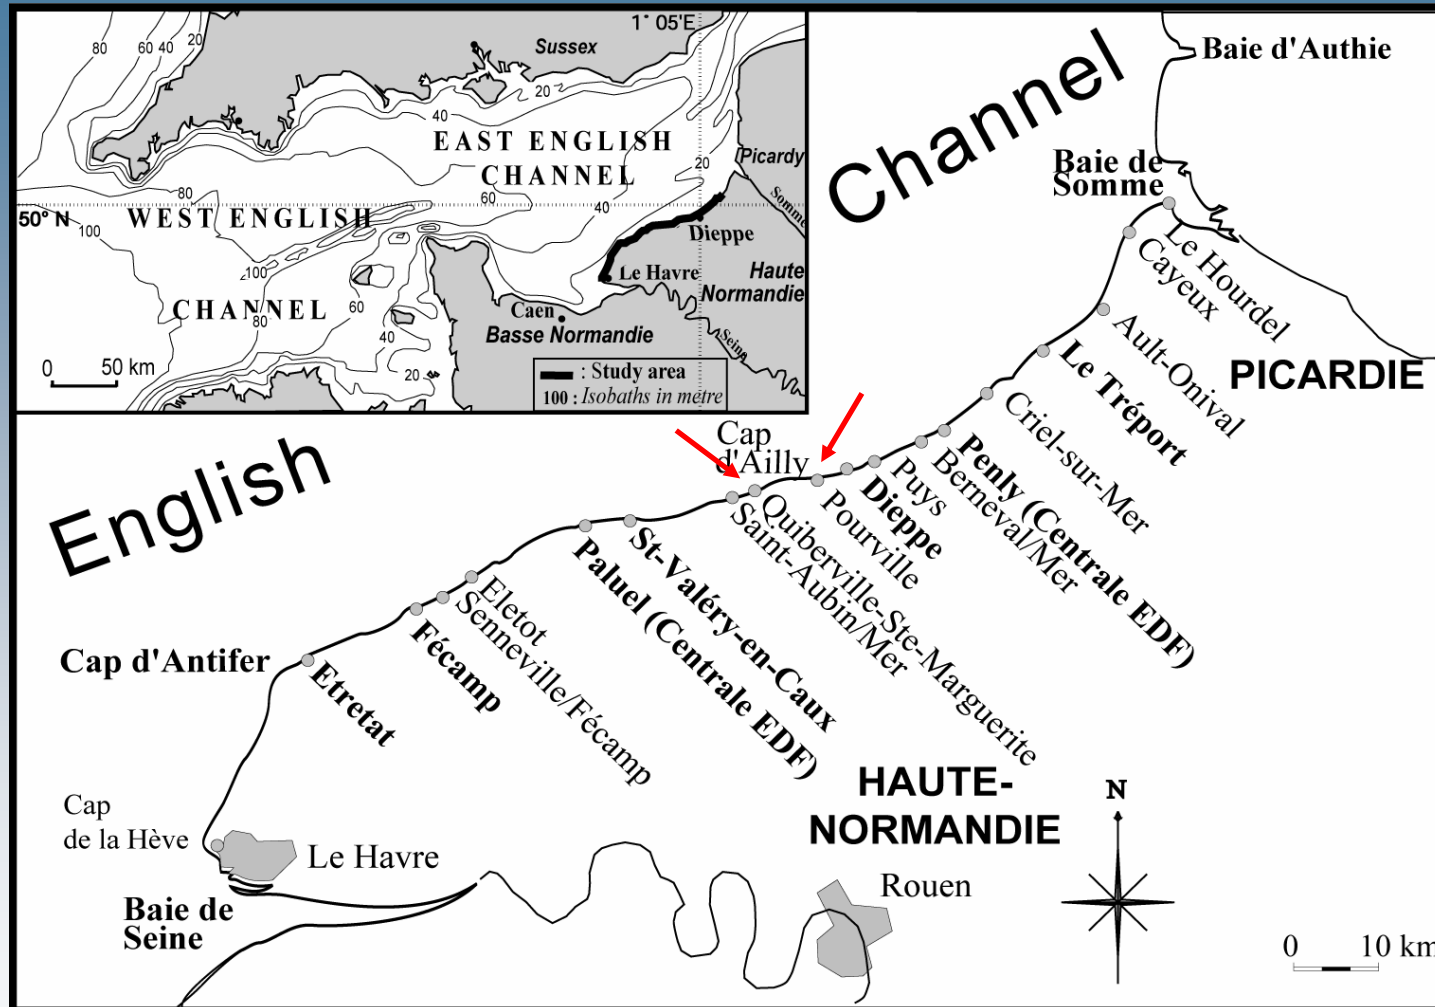 80
60 40
20
1° 05'E
Sussex
20
40
EAST ENGLISH
CHANNEL
20
Picardy
Somme
80
60
40
50° N
WEST ENGLISH
100
Dieppe
100
Le Havre
Haute
Normandie
CHANNEL
80
60
Caen
Basse Normandie
Seine
40
20
0 50 km
: Study area
100 : Isobaths in metre
English
Channel
Baie d'Authie
Baie de
Somme
Le Hourdel
Cayeux
Ault-Onival
PICARDIE
Le Tréport
Criel-sur-Mer
Penly (Centrale EDF)
Berneval/Mer
Puys
Dieppe
Pourville
Cap
d'Ailly
Quiberville-Ste-Marguerite
Saint-Aubin/Mer
St-Valéry-en-Caux
Paluel (Centrale EDF)
Eletot
Senneville/Fécamp
Fécamp
Etretat
Cap d'Antifer
Cap
de la Hève
Le Havre
Baie de
Seine
HAUTE-
NORMANDIE
Rouen
N
0 10 km